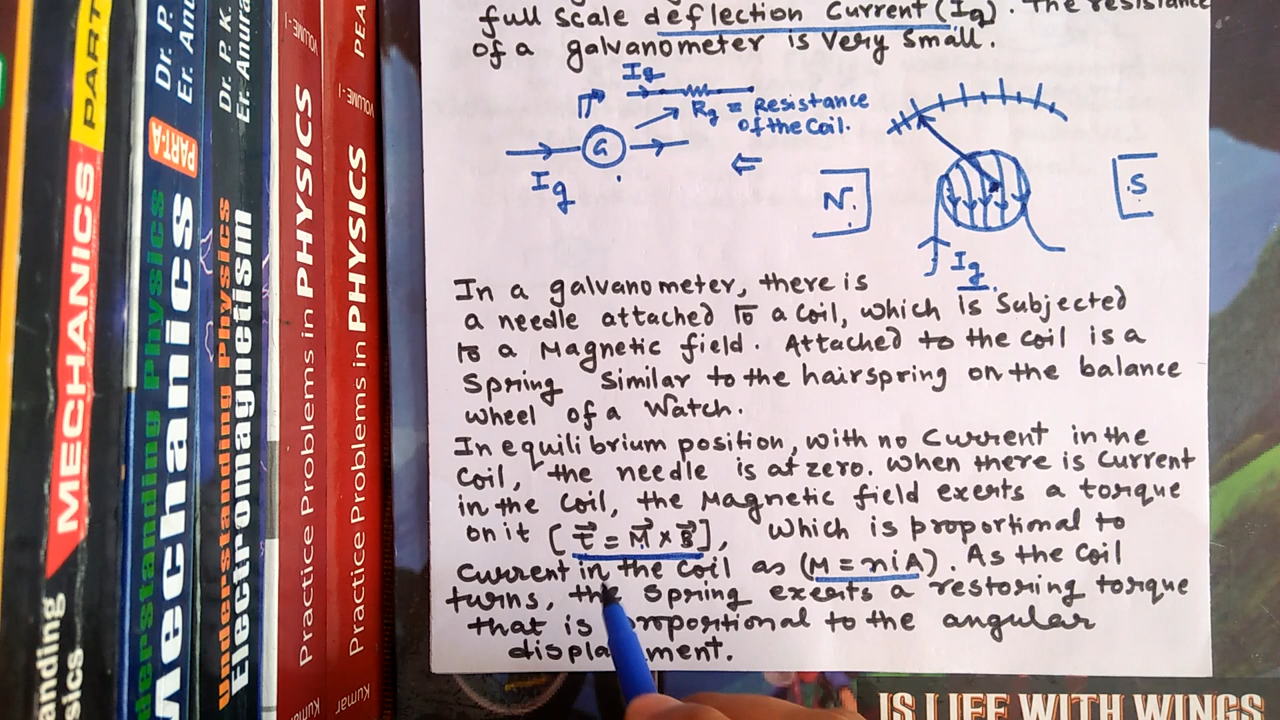 MECHANICS PART
anding
sics
Understanding Physics
Mechanics
PART-A
Dr. P.
Er. Anu
Understanding Physics
Electromagnetism
Dr. P. K.
Er. Anura
Practice Problems in PHYSICS
VOLUME - I
Kumar
Practice Problems in PHYSICS
VOLUME - I
PEA
Kumar
full scale deflection Current (Ig). The resistance
of a galvanometer is very small.
Ig
Rg = Resistance
of the Coil.
G
Ig
N
S
Ig
In a galvanometer, there is
a needle attached to a coil, which is Subjected
to a Magnetic field. Attached to the coil is a
Spring Similar to the hairspring on the balance
wheel of a Watch.
In equilibrium position, with no Current in the
Coil, the needle is at zero. When there is Current
in the Coil, the Magnetic field exerts a torque
on it [τ⃗ = M⃗ × B⃗], which is proportional to
Current in the Coil as (M = niA). As the Coil
turns, the Spring exerts a restoring torque
that is proportional to the angular
displacement.
IS LIFE WITH WINGS